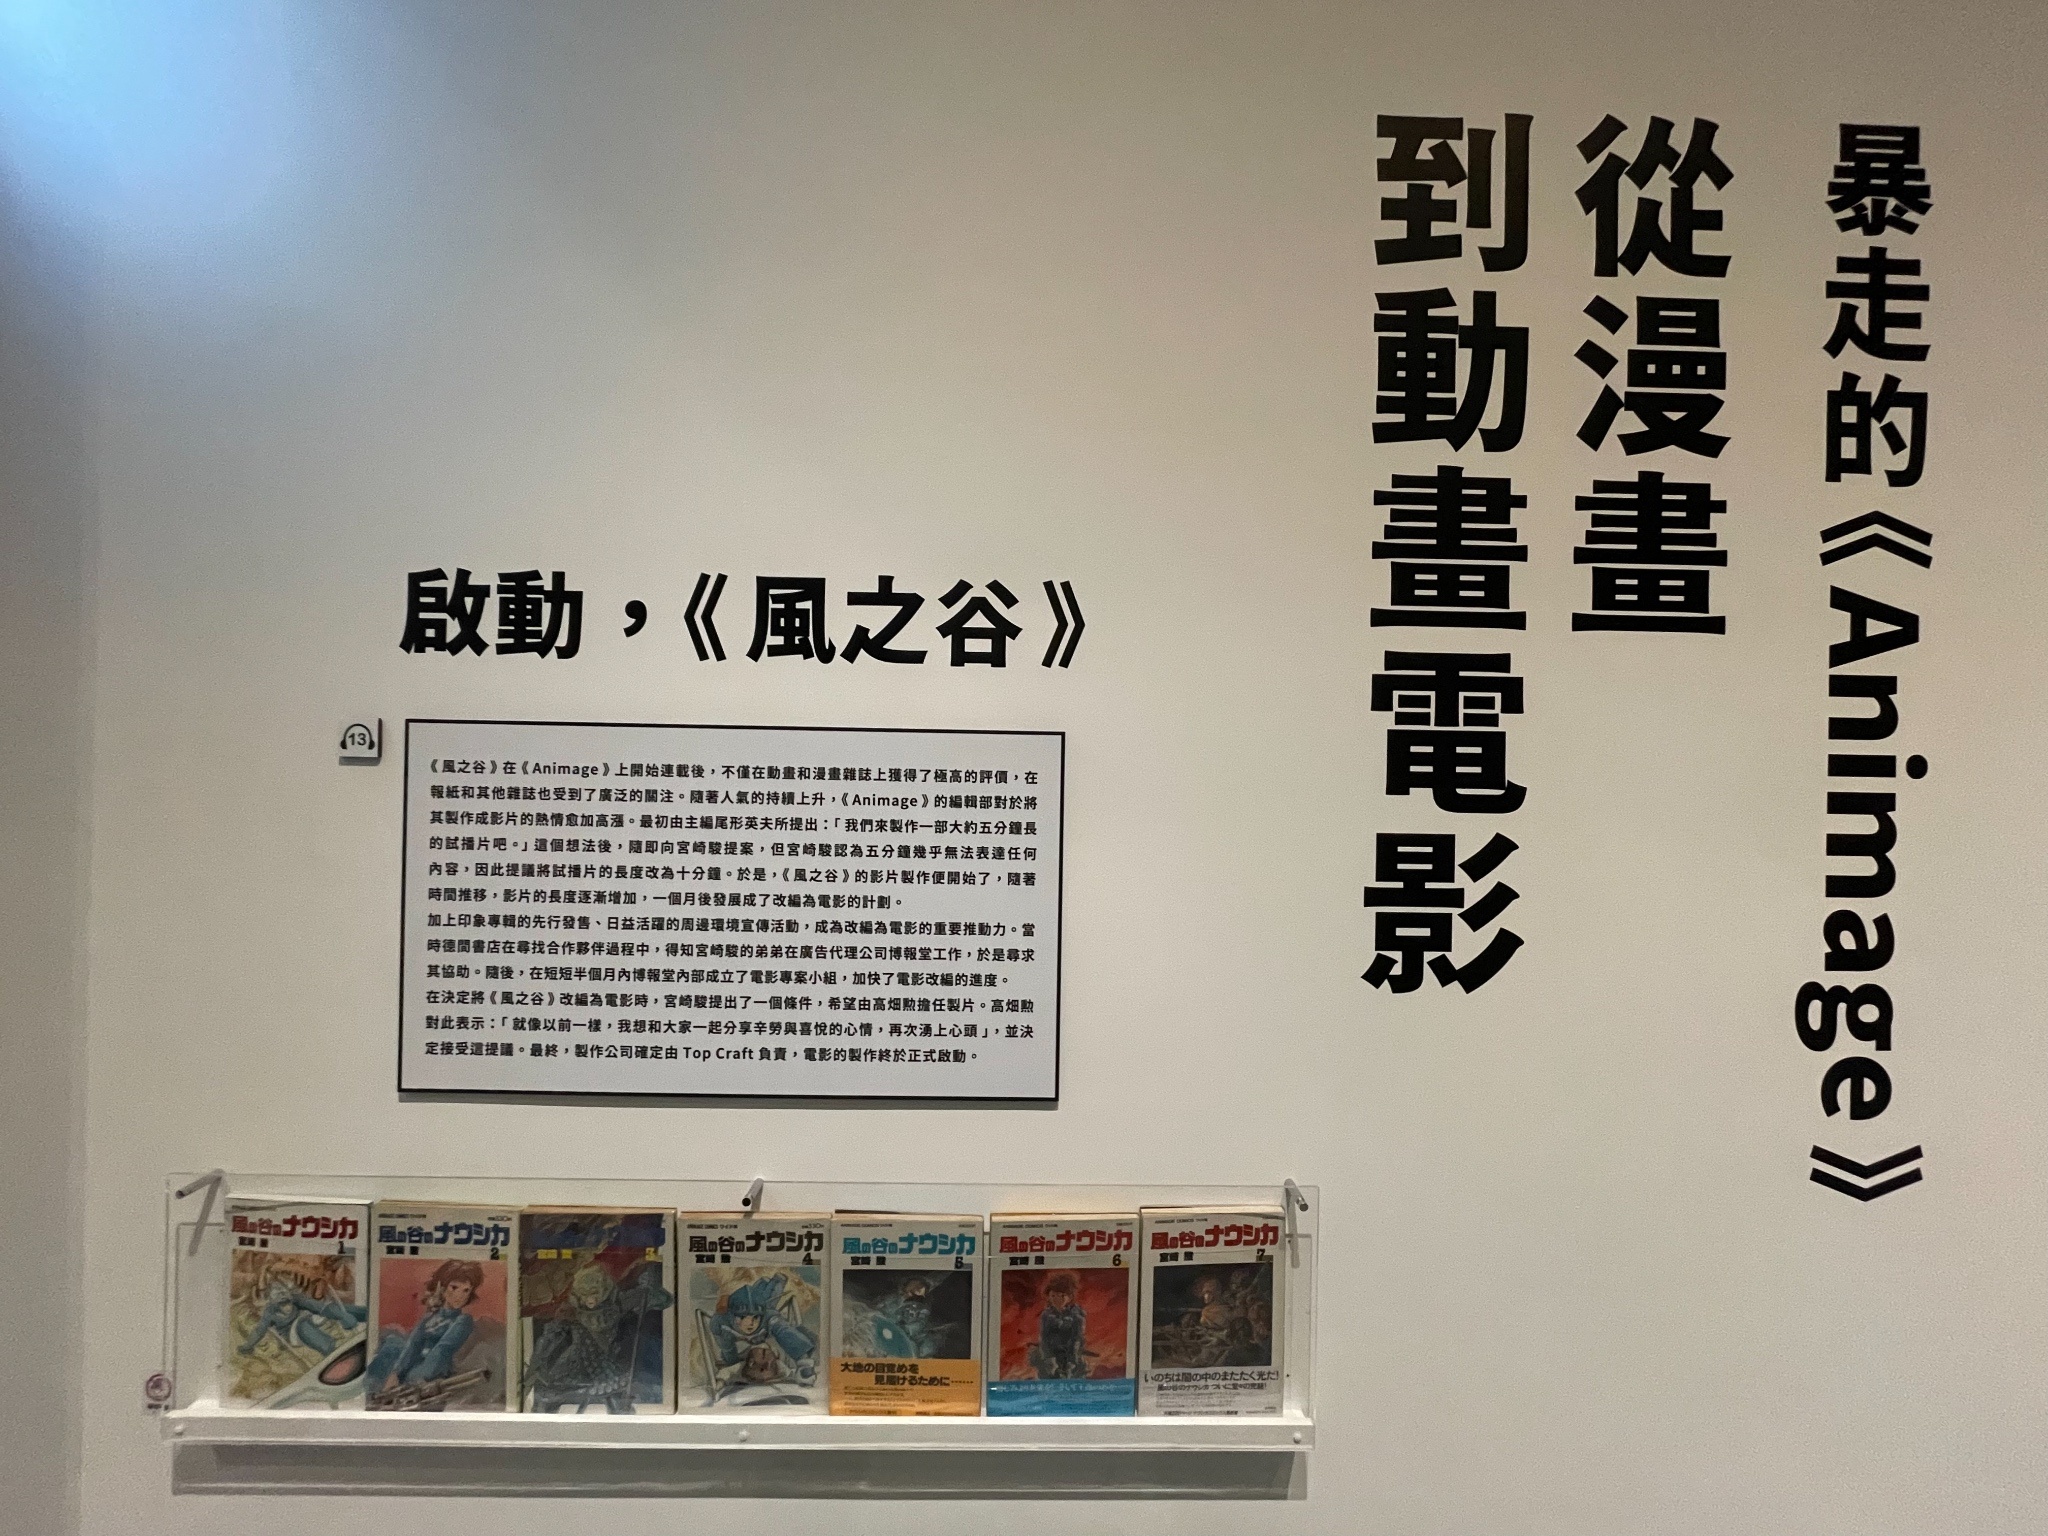 暴走的《Animage》
從漫畫
到動畫電影
啟動，《風之谷》
13
《風之谷》在《Animage》上開始連載後，不僅在動畫和漫畫雜誌上獲得了極高的評價，在
報紙和其他雜誌也受到了廣泛的關注。隨著人氣的持續上升，《Animage》的編輯部對於將
其製作成影片的熱情愈加高漲。最初由主編尾形英夫所提出：「我們來製作一部大約五分鐘長
的試播片吧。」這個想法後，隨即向宮崎駿提案，但宮崎駿認為五分鐘幾乎無法表達任何
內容，因此提議將試播片的長度改為十分鐘。於是，《風之谷》的影片製作便開始了，隨著
時間推移，影片的長度逐漸增加，一個月後發展成了改編為電影的計劃。
加上印象專輯的先行發售、日益活躍的周邊環境宣傳活動，成為改編為電影的重要推動力。當
時德間書店在尋找合作夥伴過程中，得知宮崎駿的弟弟在廣告代理公司博報堂工作，於是尋求
其協助。隨後，在短短半個月內博報堂內部成立了電影專案小組，加快了電影改編的進度。
在決定將《風之谷》改編為電影時，宮崎駿提出了一個條件，希望由高畑勲擔任製片。高畑勲
對此表示：「就像以前一樣，我想和大家一起分享辛勞與喜悅的心情，再次湧上心頭」，並決
定接受這提議。最終，製作公司確定由 Top Craft 負責，電影的製作終於正式啟動。
風の谷のナウシカ
宮崎 駿
1
風の谷のナウシカ
宮崎 駿
2
宮崎 駿
3
風の谷のナウシカ
宮崎 駿
4
風の谷のナウシカ
宮崎 駿
5
大地の目覚めを
見届けるために……
風の谷のナウシカ
宮崎 駿
6
風の谷のナウシカ
宮崎 駿
7
いのちは闇の中のまたたく光だ!